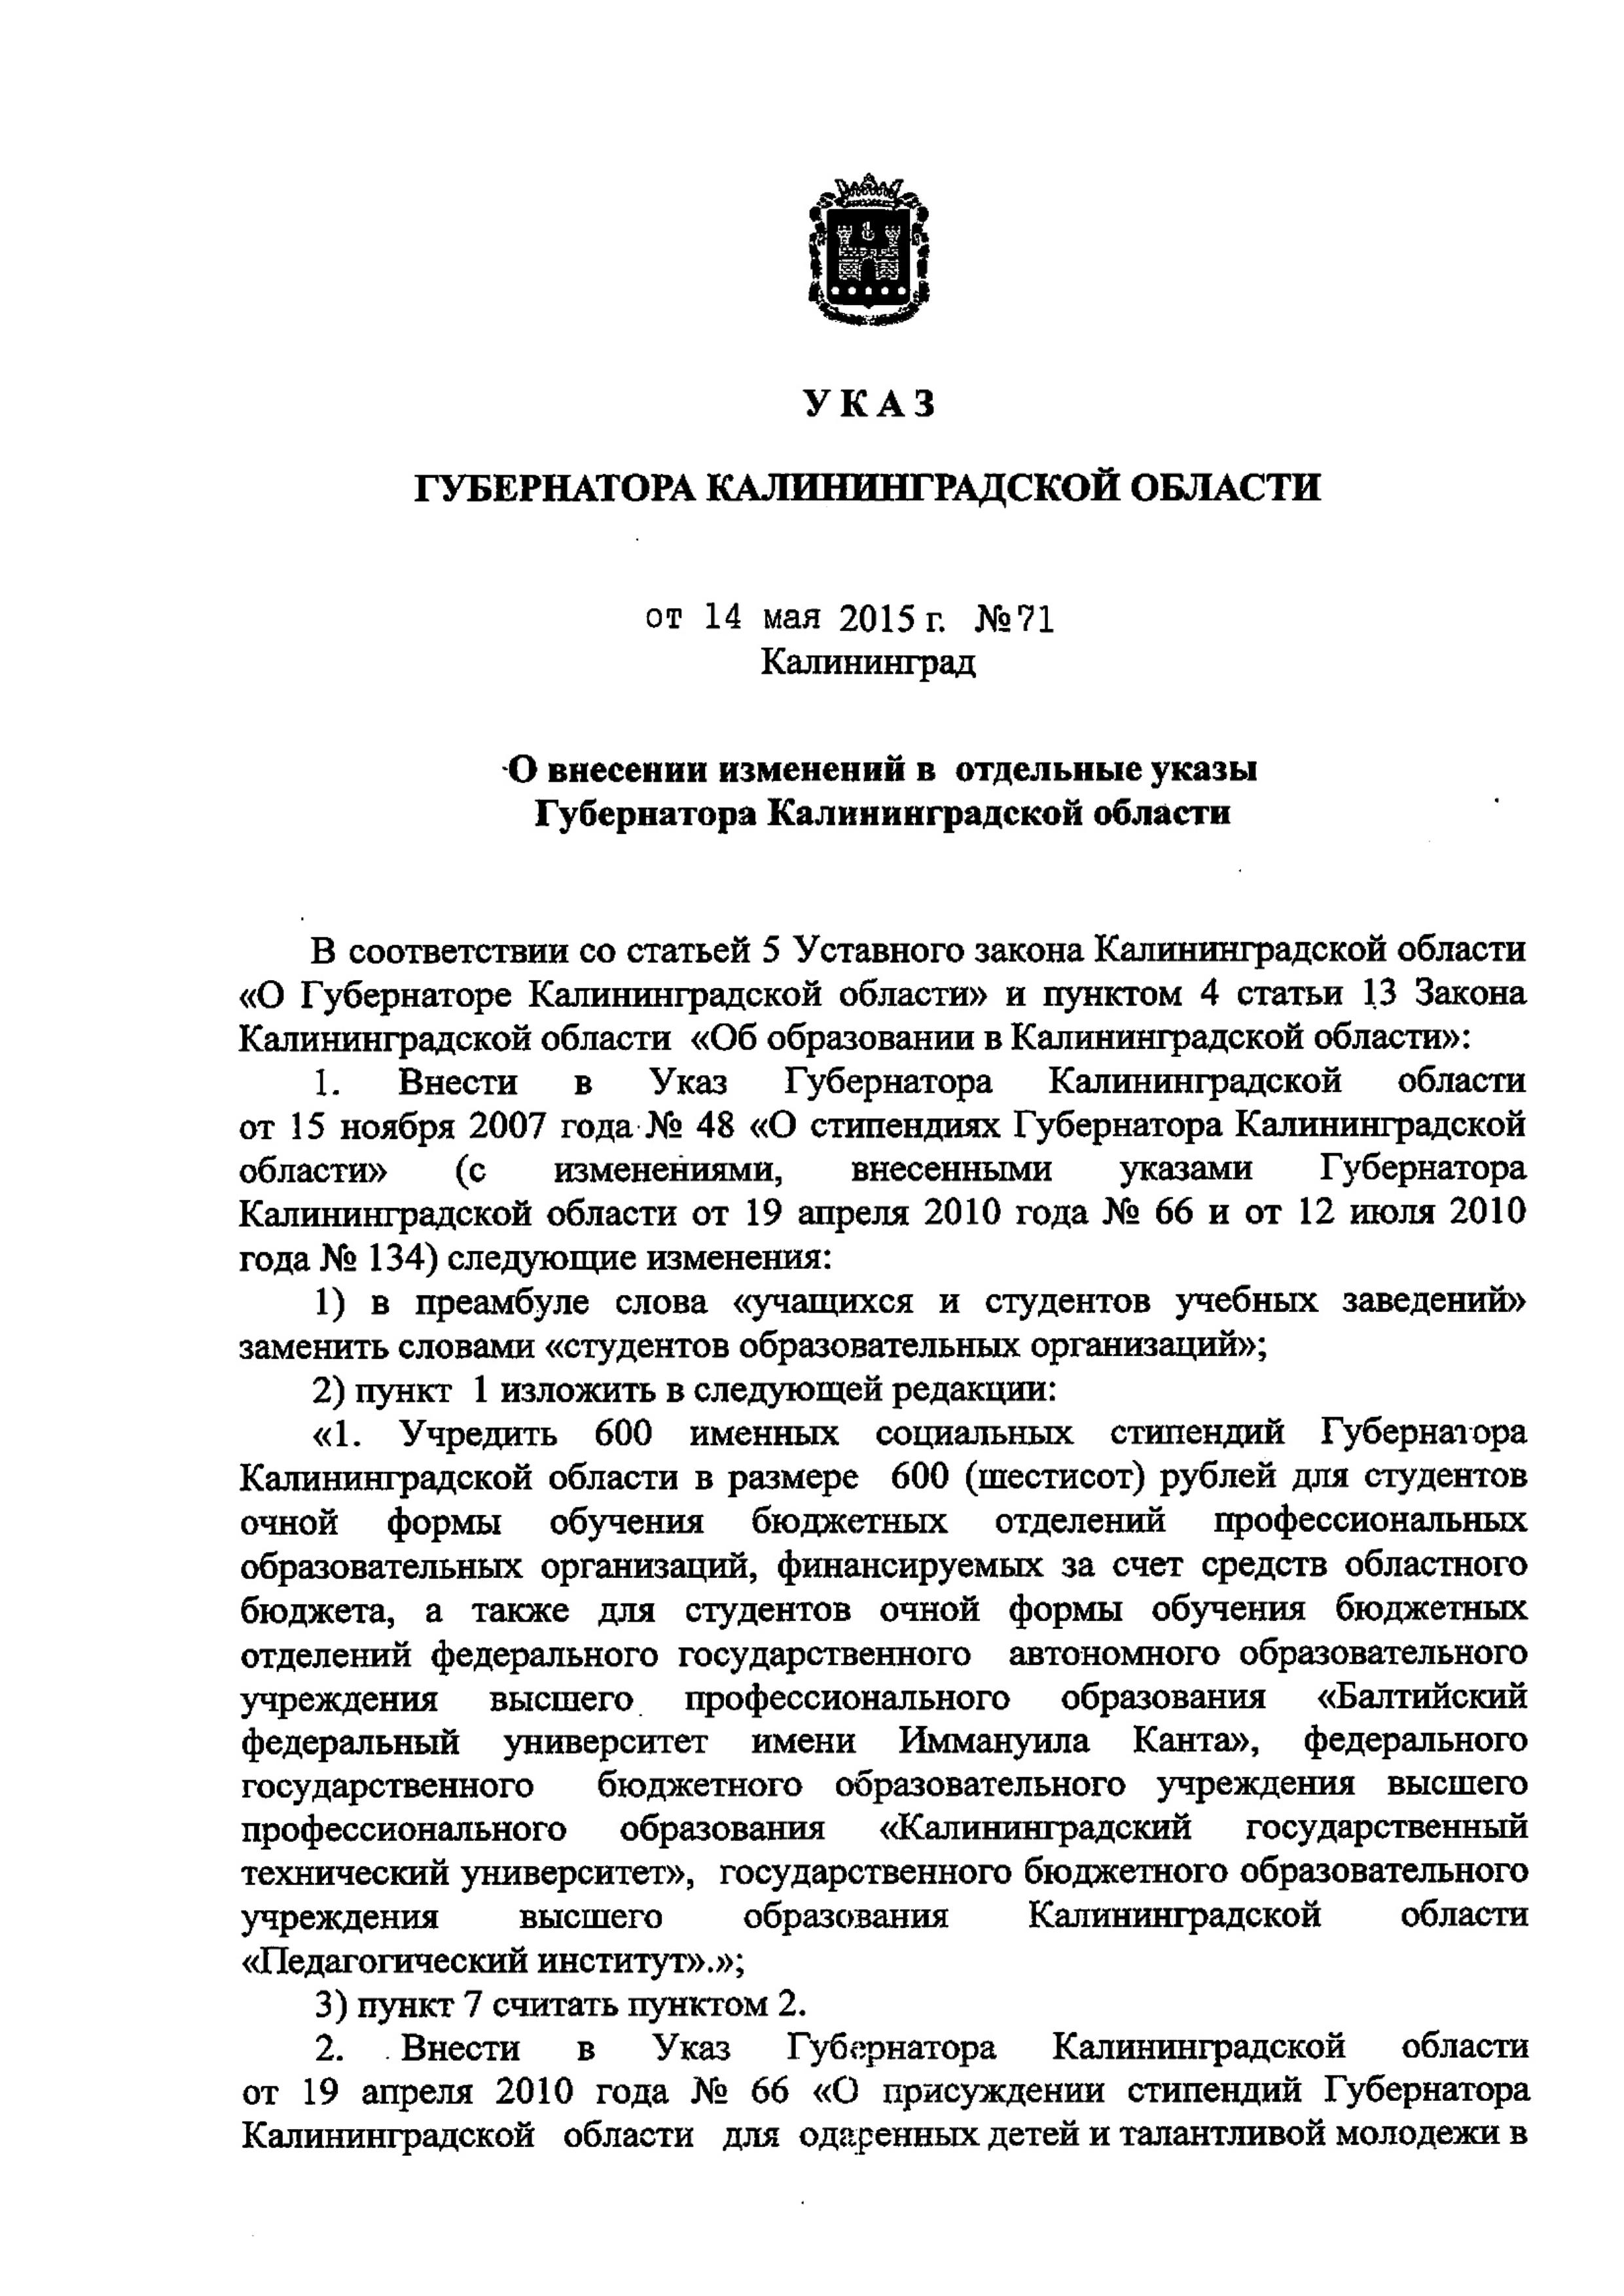 УКАЗ
ГУБЕРНАТОРА КАЛИНИНГРАДСКОЙ ОБЛАСТИ
от 14 мая 2015 г. №71
Калининград
О внесении изменений в отдельные указы
Губернатора Калининградской области
В соответствии со статьей 5 Уставного закона Калининградской области
«О Губернаторе Калининградской области» и пунктом 4 статьи 13 Закона
Калининградской области «Об образовании в Калининградской области»:
1. Внести в Указ Губернатора Калининградской области
от 15 ноября 2007 года № 48 «О стипендиях Губернатора Калининградской
области» (с изменениями, внесенными указами Губернатора
Калининградской области от 19 апреля 2010 года № 66 и от 12 июля 2010
года № 134) следующие изменения:
1) в преамбуле слова «учащихся и студентов учебных заведений»
заменить словами «студентов образовательных организаций»;
2) пункт 1 изложить в следующей редакции:
«1. Учредить 600 именных социальных стипендий Губернатора
Калининградской области в размере 600 (шестисот) рублей для студентов
очной формы обучения бюджетных отделений профессиональных
образовательных организаций, финансируемых за счет средств областного
бюджета, а также для студентов очной формы обучения бюджетных
отделений федерального государственного автономного образовательного
учреждения высшего профессионального образования «Балтийский
федеральный университет имени Иммануила Канта», федерального
государственного бюджетного образовательного учреждения высшего
профессионального образования «Калининградский государственный
технический университет», государственного бюджетного образовательного
учреждения высшего образования Калининградской области
«Педагогический институт».»;
3) пункт 7 считать пунктом 2.
2. Внести в Указ Губернатора Калининградской области
от 19 апреля 2010 года № 66 «О присуждении стипендий Губернатора
Калининградской области для одаренных детей и талантливой молодежи в